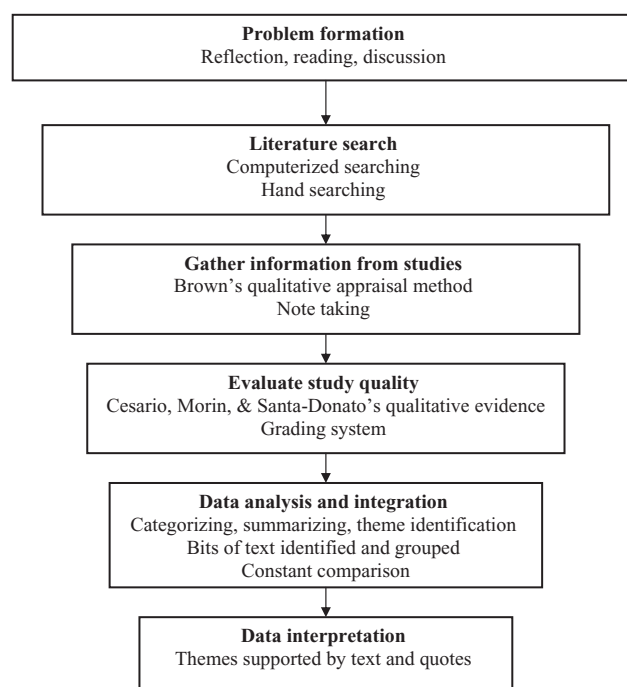 Problem formation
Reflection, reading, discussion
Literature search
Computerized searching
Hand searching
Gather information from studies
Brown's qualitative appraisal method
Note taking
Evaluate study quality
Cesario, Morin, & Santa-Donato's qualitative evidence
Grading system
Data analysis and integration
Categorizing, summarizing, theme identification
Bits of text identified and grouped
Constant comparison
Data interpretation
Themes supported by text and quotes